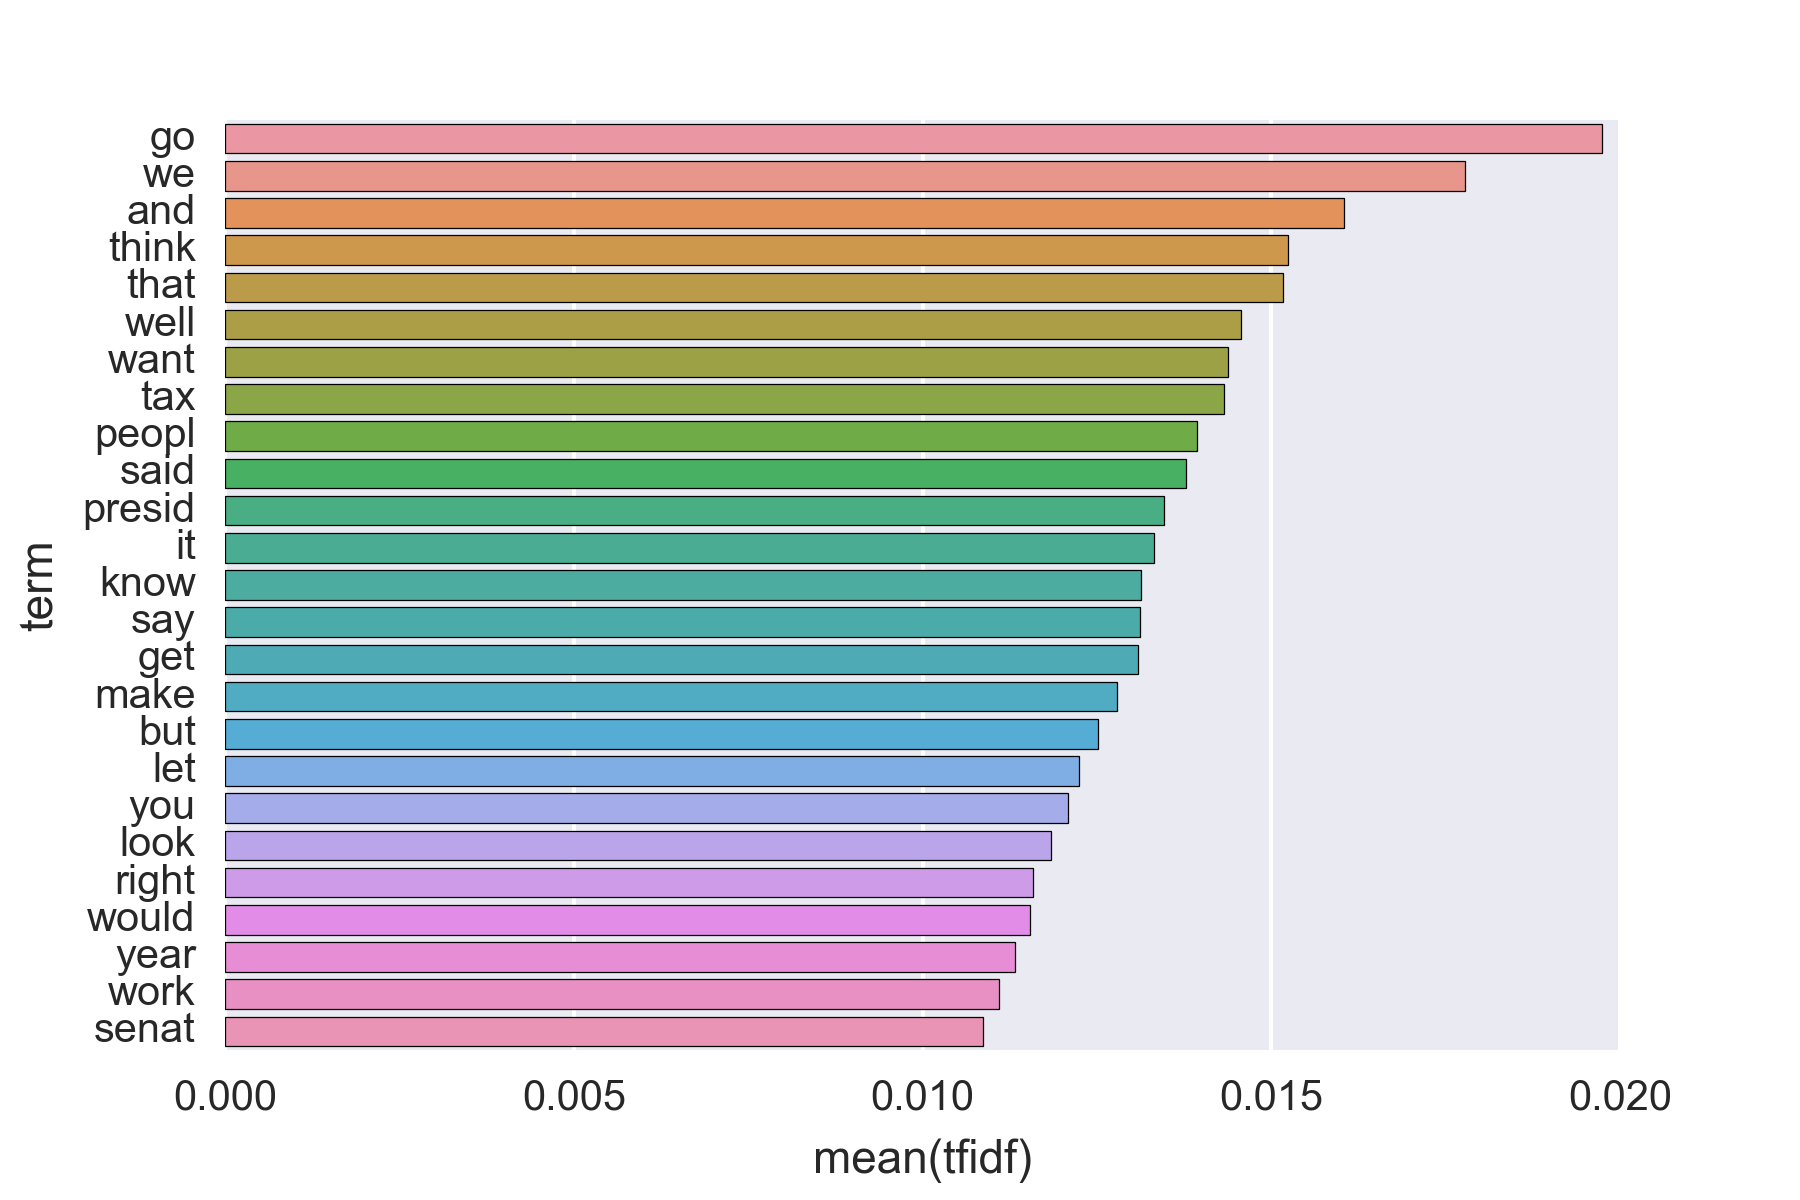 go
we
and
think
that
well
want
tax
peopl
said
presid
it
know
say
get
make
but
let
you
look
right
would
year
work
senat
term
0.000 0.005 0.010 0.015 0.020
mean(tfidf)